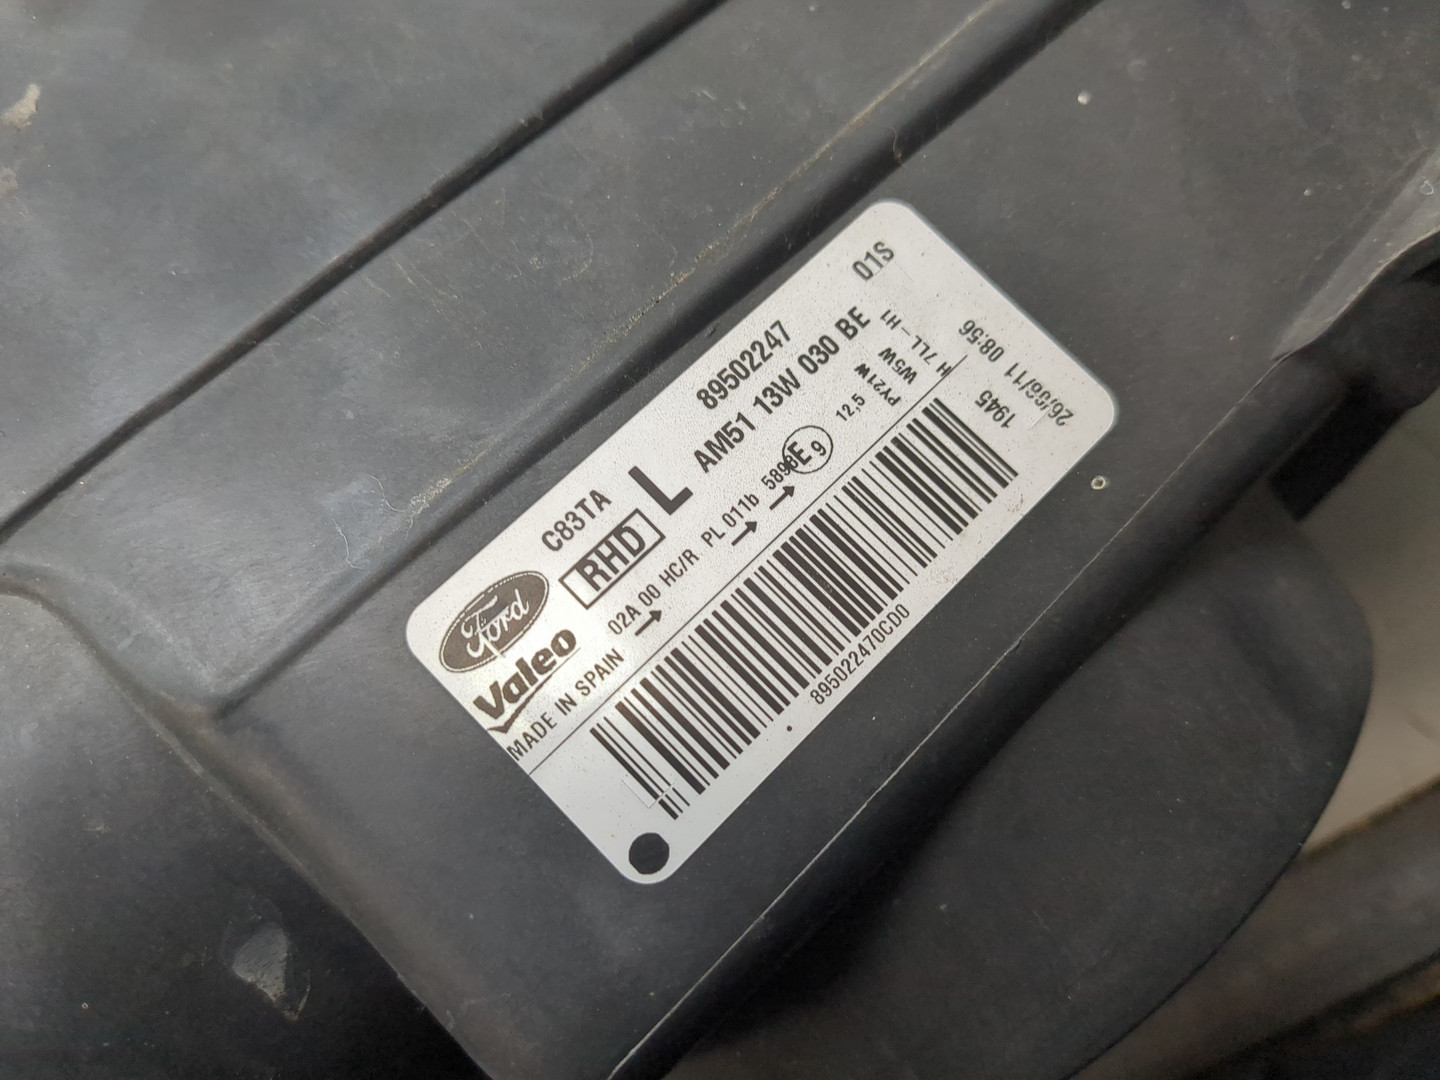 C83TA
89502247
01S
Ford
RHD
L
AM51 13W 030 BE
Valeo
02A 00 HC/R PL 011b
E9
12,5
PY21W
W5W
H 7LL-H1
MADE IN SPAIN
1945
08:56
895022470CD0